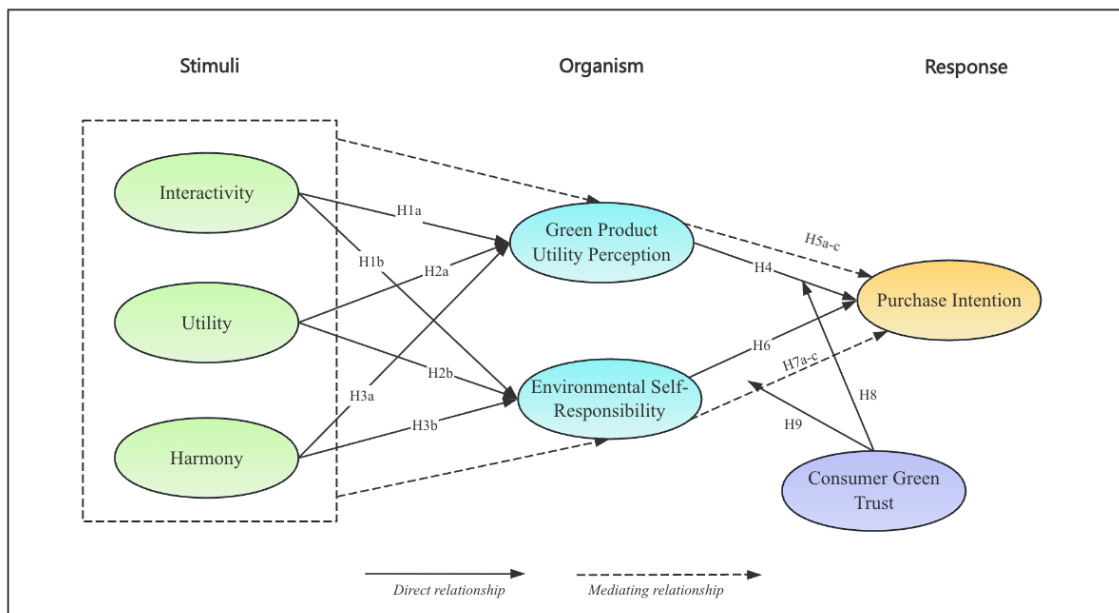 Stimuli
Organism
Response
Interactivity
Utility
Harmony
H1a
H1b
H2a
H2b
H3a
H3b
Green Product
Utility Perception
Environmental Self-
Responsibility
H5a-c
H4
H6
H7a-c
H8
H9
Purchase Intention
Consumer Green
Trust
Direct relationship
Mediating relationship